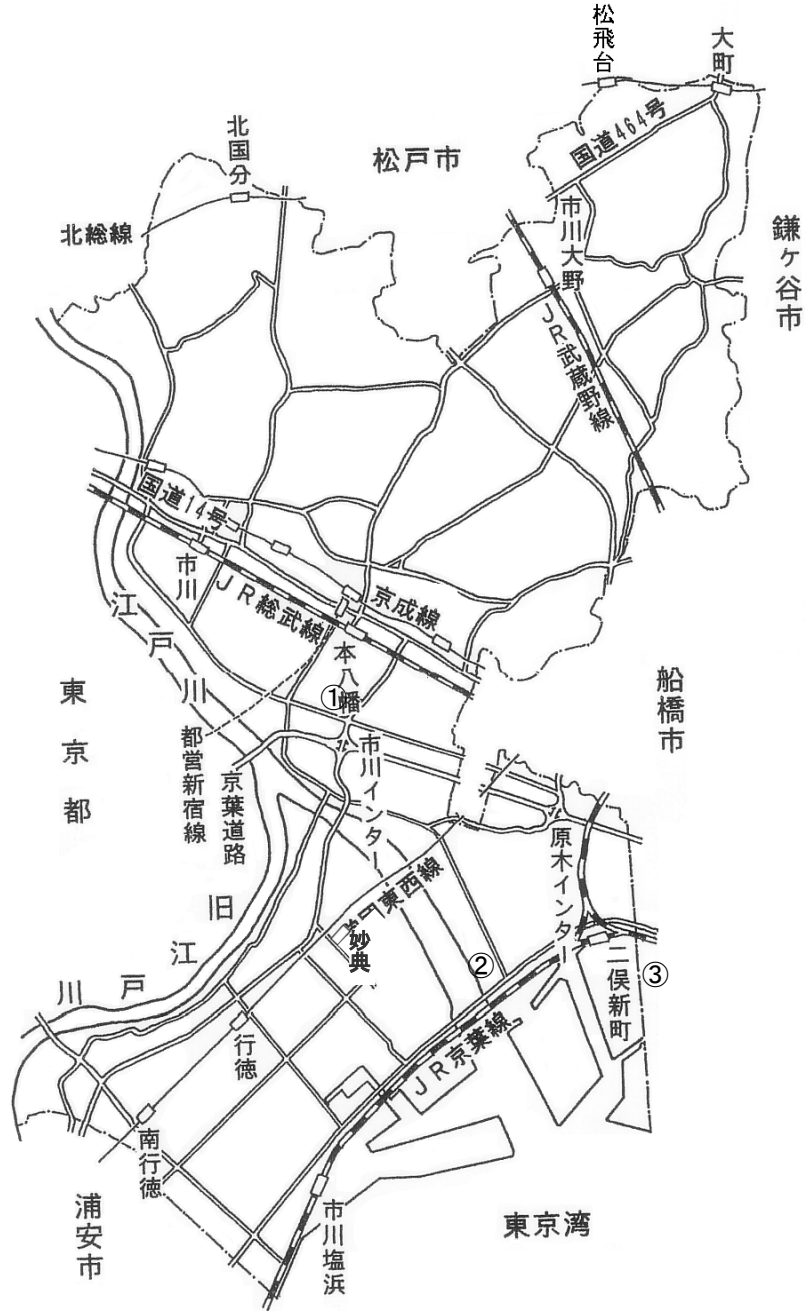 松飛台
大町
国道464号
北国分
松戸市
北総線
市川大野
鎌ヶ谷市
JR武蔵野線
国道14号
市川
JR総武線
京成線
江戸川
本八幡
①
東京都
都営新宿線
京葉道路
市川インター
船橋市
原木インター
東西線
妙典
旧江戸川
②
二俣新町
③
行徳
JR京葉線
南行徳
市川塩浜
浦安市
東京湾